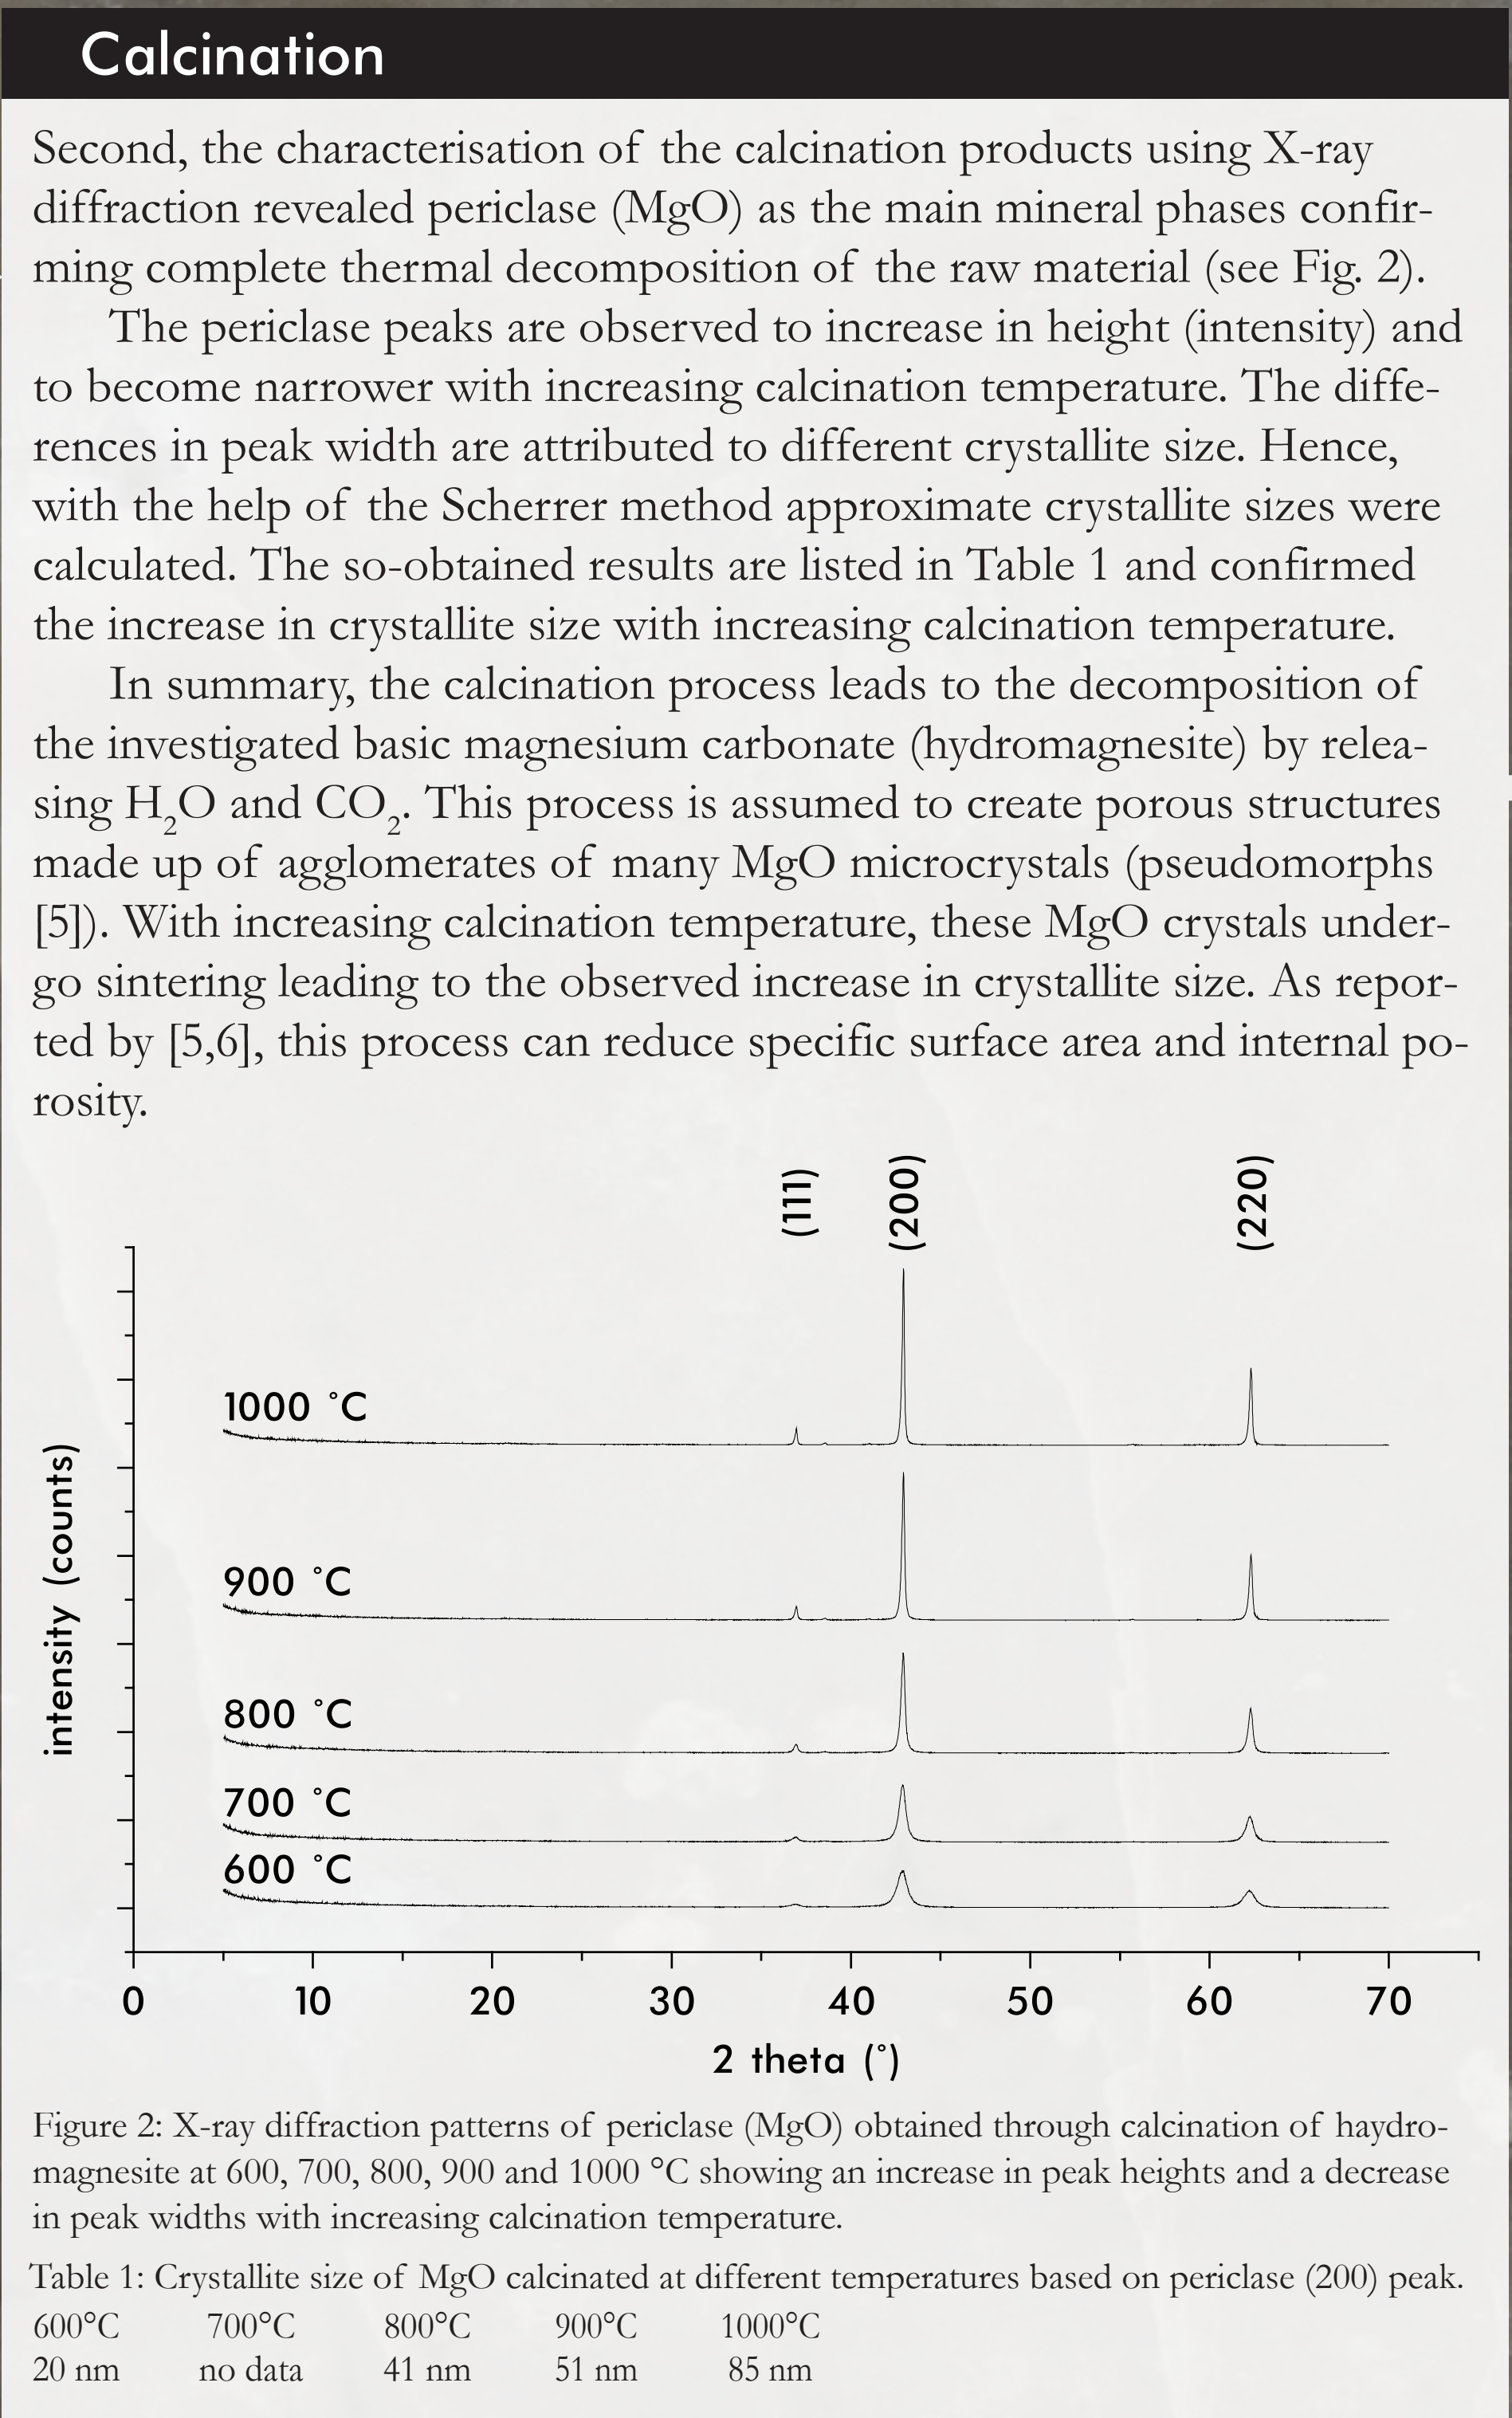 Calcination
Second, the characterisation of the calcination products using X-ray
diffraction revealed periclase (MgO) as the main mineral phases confir-
ming complete thermal decomposition of the raw material (see Fig. 2).
The periclase peaks are observed to increase in height (intensity) and
to become narrower with increasing calcination temperature. The diffe-
rences in peak width are attributed to different crystallite size. Hence,
with the help of the Scherrer method approximate crystallite sizes were
calculated. The so-obtained results are listed in Table 1 and confirmed
the increase in crystallite size with increasing calcination temperature.
In summary, the calcination process leads to the decomposition of
the investigated basic magnesium carbonate (hydromagnesite) by relea-
sing H₂O and CO₂. This process is assumed to create porous structures
made up of agglomerates of many MgO microcrystals (pseudomorphs
[5]). With increasing calcination temperature, these MgO crystals under-
go sintering leading to the observed increase in crystallite size. As repor-
ted by [5,6], this process can reduce specific surface area and internal po-
rosity.
(111) (200) (220)
1000 °C
900 °C
800 °C
700 °C
600 °C
intensity (counts)
0 10 20 30 40 50 60 70
2 theta (°)
Figure 2: X-ray diffraction patterns of periclase (MgO) obtained through calcination of haydro-
magnesite at 600, 700, 800, 900 and 1000 °C showing an increase in peak heights and a decrease
in peak widths with increasing calcination temperature.
Table 1: Crystallite size of MgO calcinated at different temperatures based on periclase (200) peak.
600°C 700°C 800°C 900°C 1000°C
20 nm no data 41 nm 51 nm 85 nm